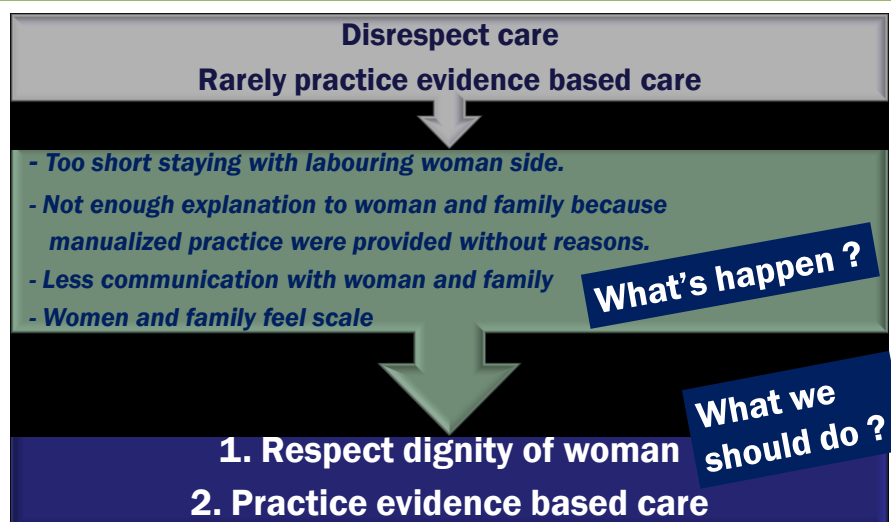 Disrespect care
Rarely practice evidence based care
- Too short staying with labouring woman side.
- Not enough explanation to woman and family because
manualized practice were provided without reasons.
- Less communication with woman and family
- Women and family feel scale
What's happen ?
What we
should do ?
1. Respect dignity of woman
2. Practice evidence based care